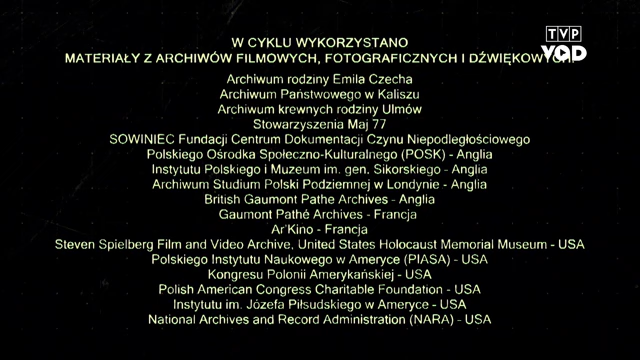 TVP
VOD
W CYKLU WYKORZYSTANO
MATERIAŁY Z ARCHIWÓW FILMOWYCH, FOTOGRAFICZNYCH I DŹWIĘKOWYCH:
Archiwum rodziny Emila Czecha
Archiwum Państwowego w Kaliszu
Archiwum krewnych rodziny Ulmów
Stowarzyszenia Maj 77
SOWINIEC Fundacji Centrum Dokumentacji Czynu Niepodległościowego
Polskiego Ośrodka Społeczno-Kulturalnego (POSK) - Anglia
Instytutu Polskiego i Muzeum im. gen. Sikorskiego - Anglia
Archiwum Studium Polski Podziemnej w Londynie - Anglia
British Gaumont Pathe Archives - Anglia
Gaumont Pathé Archives - Francja
Ar'Kino - Francja
Steven Spielberg Film and Video Archive, United States Holocaust Memorial Museum - USA
Polskiego Instytutu Naukowego w Ameryce (PIASA) - USA
Kongresu Polonii Amerykańskiej - USA
Polish American Congress Charitable Foundation - USA
Instytutu im. Józefa Piłsudskiego w Ameryce - USA
National Archives and Record Administration (NARA) - USA